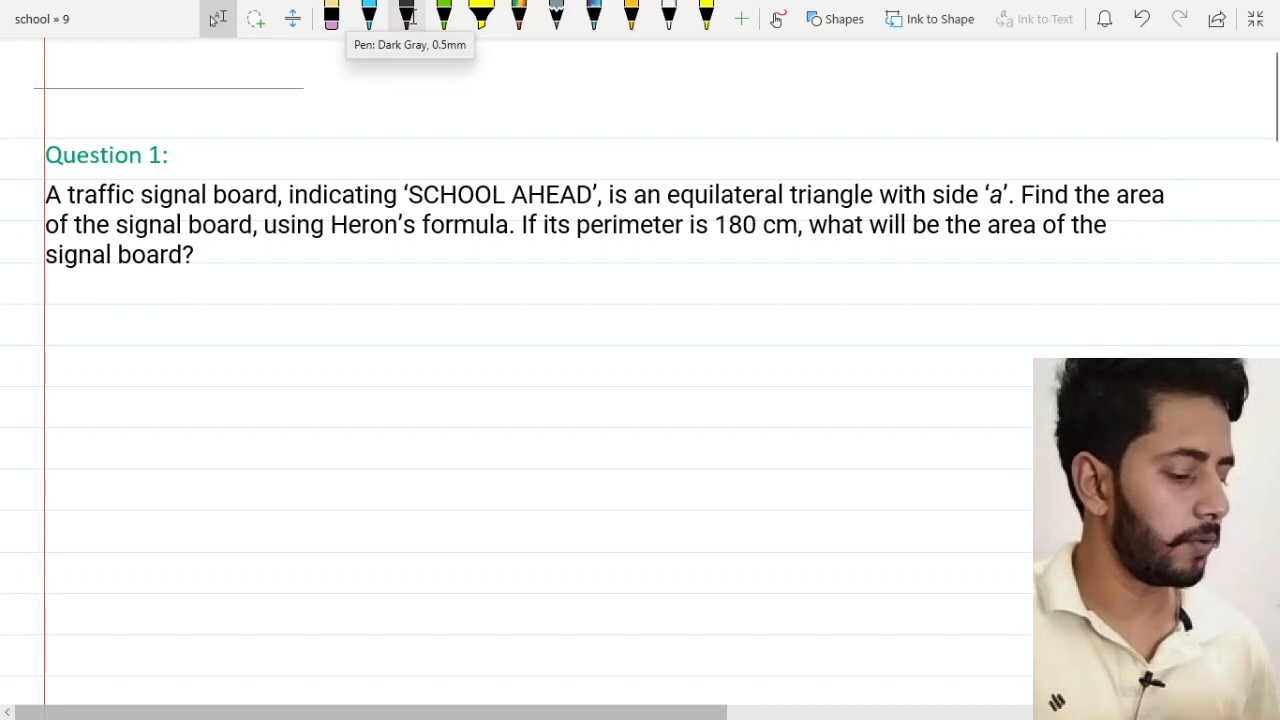 school » 9
Shapes
Ink to Shape
Ink to Text
Pen: Dark Gray, 0.5mm
Question 1:
A traffic signal board, indicating ‘SCHOOL AHEAD’, is an equilateral triangle with side ‘a’. Find the area
of the signal board, using Heron’s formula. If its perimeter is 180 cm, what will be the area of the
signal board?